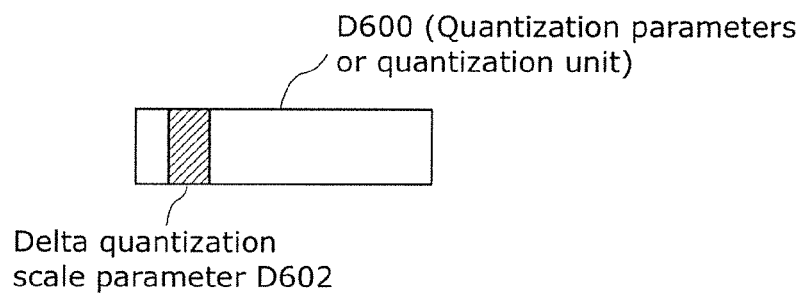 D600 (Quantization parameters
or quantization unit)
Delta quantization
scale parameter D602